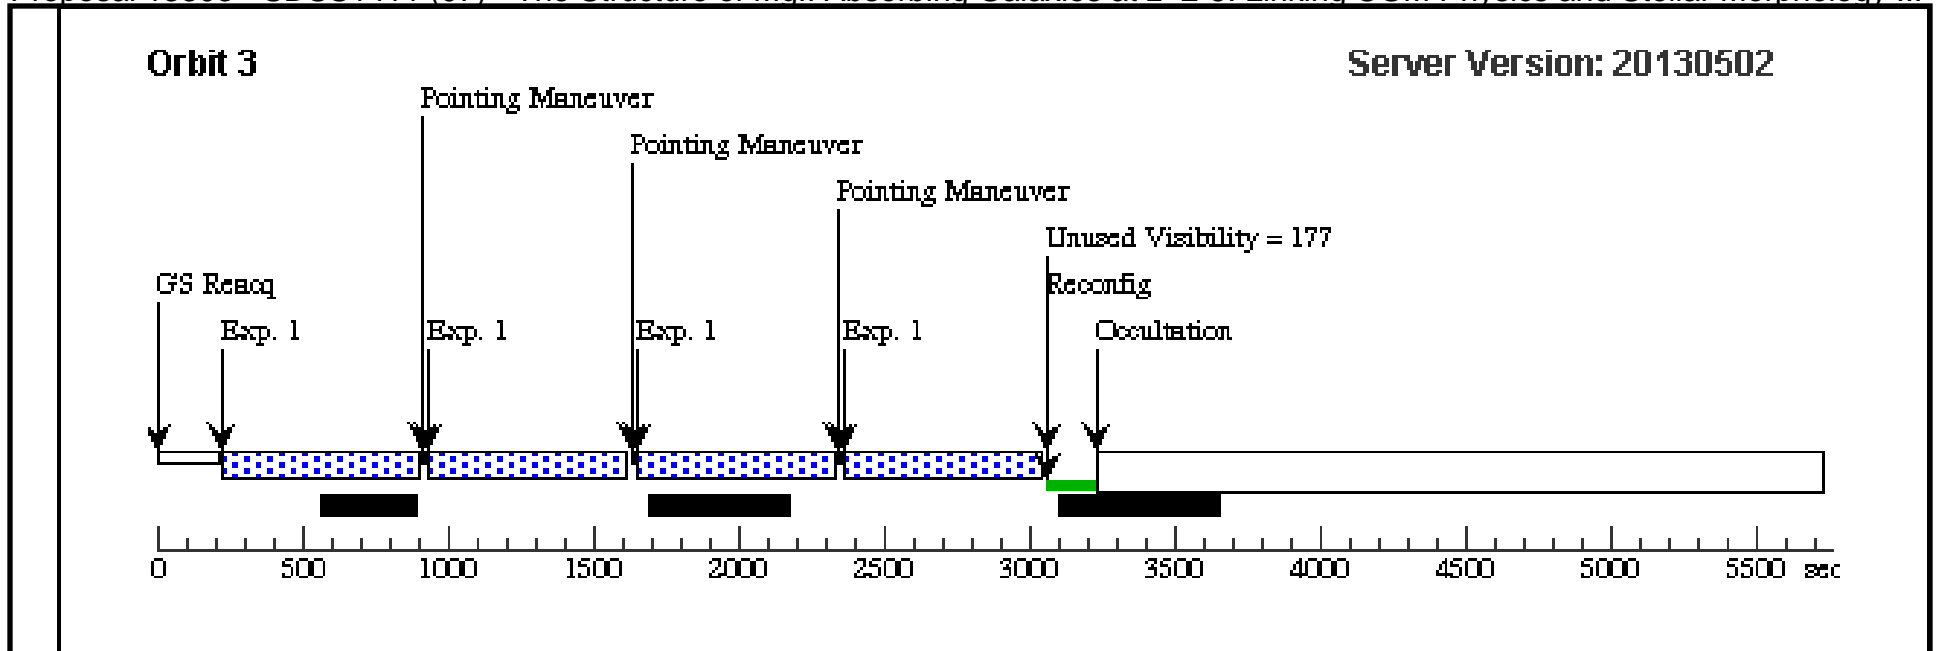 Orbit 3
Server Version: 20130502
Pointing Maneuver
Pointing Maneuver
Pointing Maneuver
Unused Visibility = 177
GS Reacq
Reconfig
Exp. 1
Exp. 1
Exp. 1
Exp. 1
Occultation
0 500 1000 1500 2000 2500 3000 3500 4000 4500 5000 5500 sec